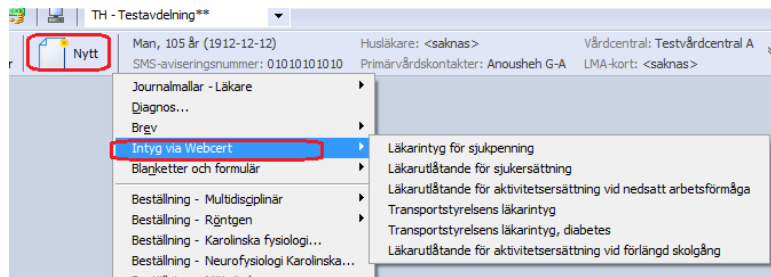 TH - Testavdelning**
Nytt
Man, 105 år (1912-12-12)
Husläkare: <saknas>
Vårdcentral: Testvårdcentral A
r
SMS-aviseringsnummer: 01010101010
Primärvårdskontakter: Anousheh G-A
LMA-kort: <saknas>
Journalmallar - Läkare
Diagnos...
Brev
Intyg via Webcert
Blanketter och formulär
Beställning - Multidisciplinär
Beställning - Röntgen
Beställning - Karolinska fysiologi...
Beställning - Neurofysiologi Karolinska...
Läkarintyg för sjukpenning
Läkarutlåtande för sjukersättning
Läkarutlåtande för aktivitetsersättning vid nedsatt arbetsförmåga
Transportstyrelsens läkarintyg
Transportstyrelsens läkarintyg, diabetes
Läkarutlåtande för aktivitetsersättning vid förlängd skolgång